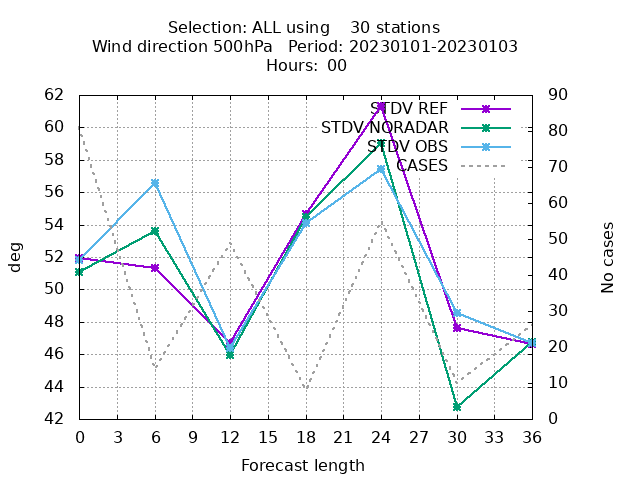 Selection: ALL using    30 stations
Wind direction 500hPa   Period: 20230101-20230103
Hours: 00
62
60
58
56
54
52
50
48
46
44
42
deg
90
80
70
60
50
40
30
20
10
0
No cases
STDV REF
STDV NORADAR
STDV OBS
CASES
0 3 6 9 12 15 18 21 24 27 30 33 36
Forecast length